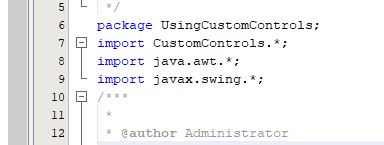 5 */
6 package UsingCustomControls;
7 import CustomControls.*;
8 import java.awt.*;
9 import javax.swing.*;
10 /***
11 *
12 * @author Administrator